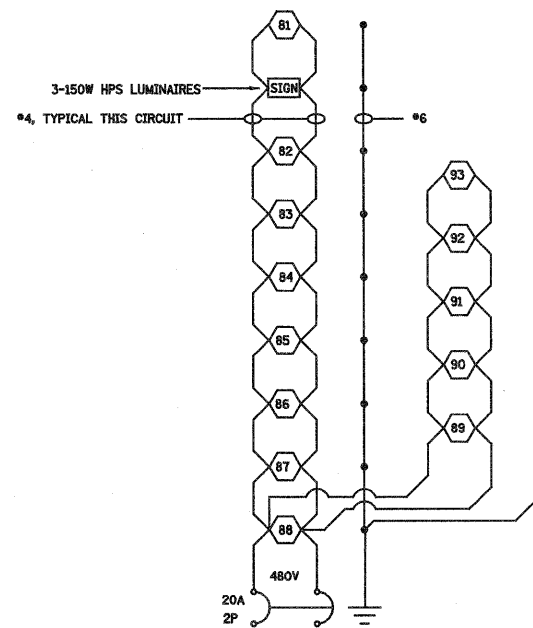 81
3-150W HPS LUMINAIRES
SIGN
#4, TYPICAL THIS CIRCUIT
#6
82
93
83
92
84
91
85
90
86
89
87
88
480V
20A
2P